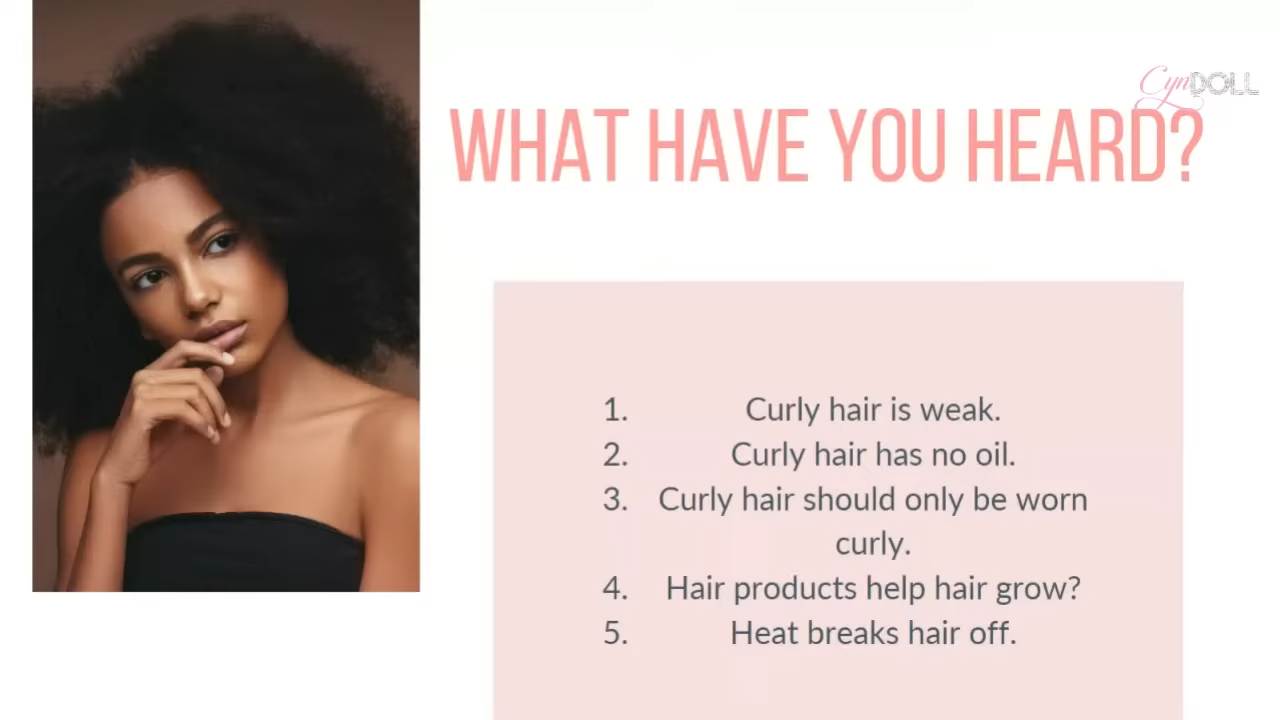 CynDOLL
WHAT HAVE YOU HEARD?
1. Curly hair is weak.
2. Curly hair has no oil.
3. Curly hair should only be worn
curly.
4. Hair products help hair grow?
5. Heat breaks hair off.